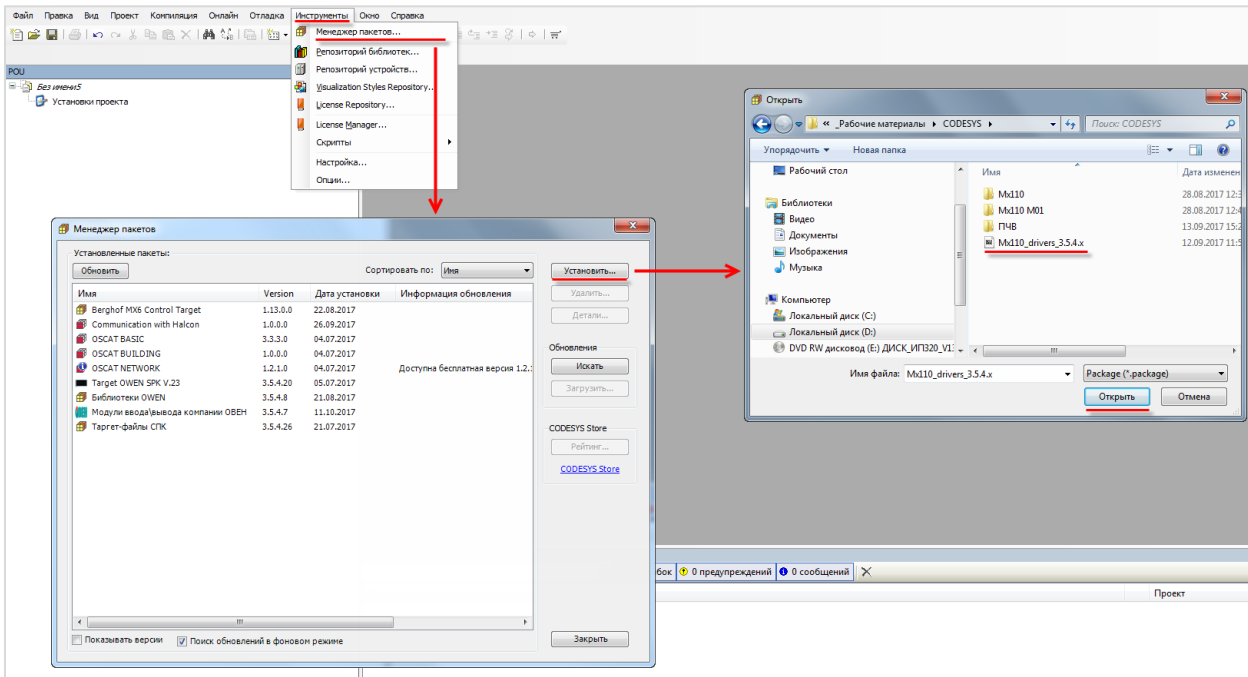 Файл Правка Вид Проект Компиляция Онлайн Отладка Инструменты Окно Справка
Менеджер пакетов...
Репозиторий библиотек...
Репозиторий устройств...
Visualization Styles Repository...
License Repository...
License Manager...
Скрипты
Настройка...
Опции...
POU
Без имени5
Установки проекта
Менеджер пакетов
Установленные пакеты:
Обновить Сортировать по: Имя
Имя Version Дата установки Информация обновления
Berghof MX6 Control Target 1.13.0.0 22.08.2017
Communication with Halcon 1.0.0.0 26.09.2017
OSCAT BASIC 3.3.3.0 04.07.2017
OSCAT BUILDING 1.0.0.0 04.07.2017
OSCAT NETWORK 1.2.1.0 04.07.2017 Доступна бесплатная версия 1.2.
Target OWEN SPK V.23 3.5.4.20 05.07.2017
Библиотеки OWEN 3.5.4.8 21.08.2017
Модули ввода\вывода компании ОВЕН 3.5.4.7 11.10.2017
Таргет-файлы СПК 3.5.4.26 21.07.2017
Установить...
Удалить...
Детали...
Обновления
Искать
Загрузить...
CODESYS Store
Рейтинг...
CODESYS Store
Показывать версии Поиск обновлений в фоновом режиме
Закрыть
Открыть
« _Рабочие материалы CODESYS Поиск: CODESYS
Упорядочить Новая папка
Рабочий стол
Библиотеки
Видео
Документы
Изображения
Музыка
Компьютер
Локальный диск (C:)
Локальный диск (D:)
DVD RW дисковод (E:) ДИСК_ИП320_V1
Имя Дата изменен
Mx110 28.08.2017 12:3
Mx110 M01 28.08.2017 12:4
ПЧВ 13.09.2017 15:2
Mx110_drivers_3.5.4.x 12.09.2017 11:5
Имя файла: Mx110_drivers_3.5.4.x Package (*.package)
Открыть Отмена
бок 0 предупреждений 0 сообщений
Проект